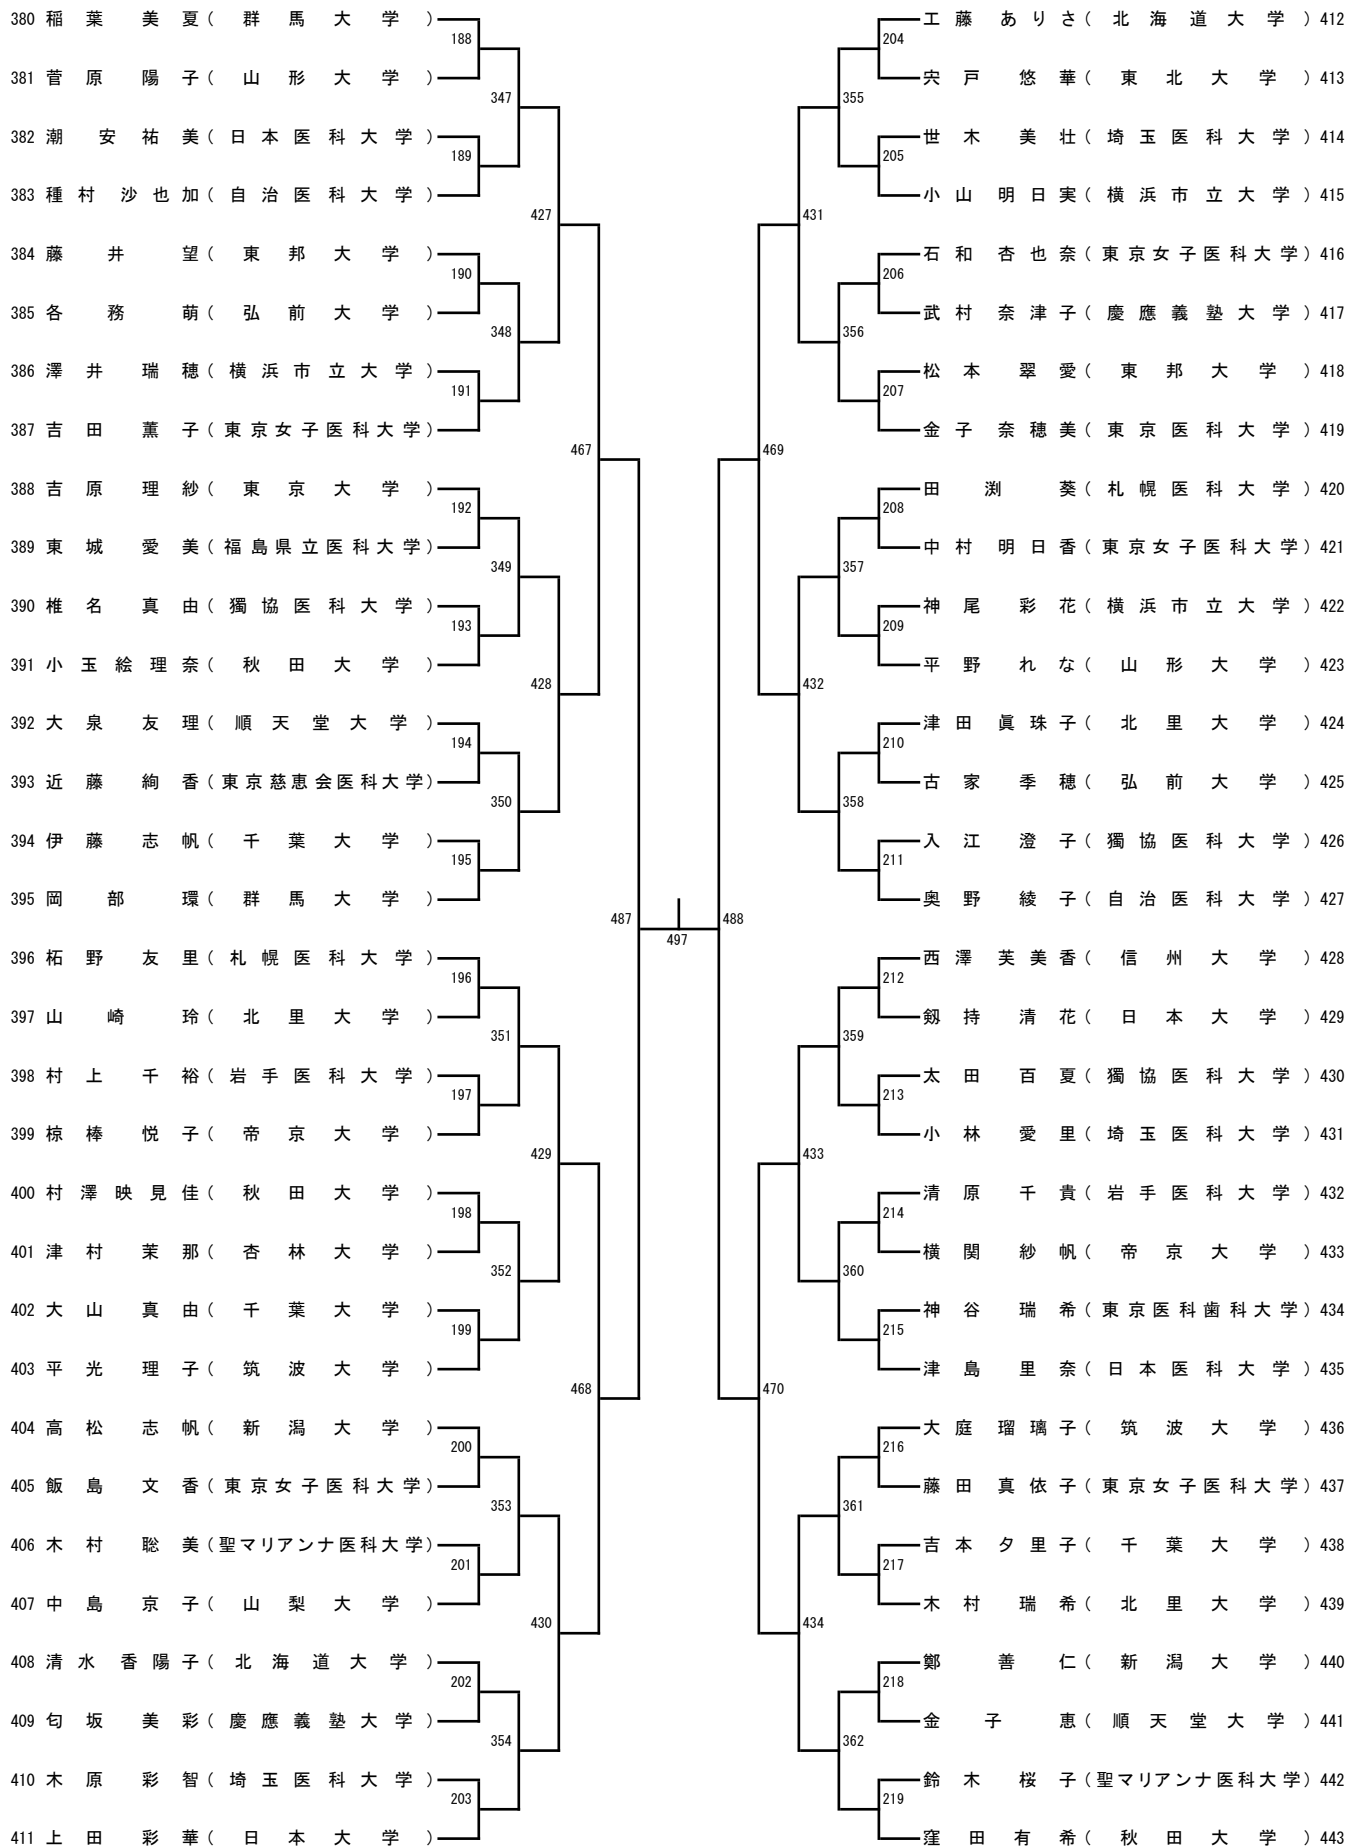 380 稲葉美夏(群馬大学)
188
381 菅原陽子(山形大学)
347
382 潮安祐美(日本医科大学)
189
383 種村沙也加(自治医科大学)
427
384 藤井望(東邦大学)
190
385 各務萌(弘前大学)
348
386 澤井瑞穂(横浜市立大学)
191
387 吉田薫子(東京女子医科大学)
467
388 吉原理紗(東京大学)
192
389 東城愛美(福島県立医科大学)
349
390 椎名真由(獨協医科大学)
193
391 小玉絵理奈(秋田大学)
428
392 大泉友理(順天堂大学)
194
393 近藤絢香(東京慈恵会医科大学)
350
394 伊藤志帆(千葉大学)
195
395 岡部環(群馬大学)
487
396 柘野友里(札幌医科大学)
196
397 山崎玲(北里大学)
351
398 村上千裕(岩手医科大学)
197
399 椋棒悦子(帝京大学)
429
400 村澤映見佳(秋田大学)
198
401 津村茉那(杏林大学)
352
402 大山真由(千葉大学)
199
403 平光理子(筑波大学)
468
404 高松志帆(新潟大学)
200
405 飯島文香(東京女子医科大学)
353
406 木村聡美(聖マリアンナ医科大学)
201
407 中島京子(山梨大学)
430
408 清水香陽子(北海道大学)
202
409 匂坂美彩(慶應義塾大学)
354
410 木原彩智(埼玉医科大学)
203
411 上田彩華(日本大学)
497
工藤ありさ(北海道大学)412
204
宍戸悠華(東北大学)413
355
世木美壮(埼玉医科大学)414
205
小山明日実(横浜市立大学)415
431
石和杏也奈(東京女子医科大学)416
206
武村奈津子(慶應義塾大学)417
356
松本翠愛(東邦大学)418
207
金子奈穂美(東京医科大学)419
469
田渕葵(札幌医科大学)420
208
中村明日香(東京女子医科大学)421
357
神尾彩花(横浜市立大学)422
209
平野れな(山形大学)423
432
津田眞珠子(北里大学)424
210
古家季穂(弘前大学)425
358
入江澄子(獨協医科大学)426
211
奥野綾子(自治医科大学)427
488
西澤芙美香(信州大学)428
212
剱持清花(日本大学)429
359
太田百夏(獨協医科大学)430
213
小林愛里(埼玉医科大学)431
433
清原千貴(岩手医科大学)432
214
横関紗帆(帝京大学)433
360
神谷瑞希(東京医科歯科大学)434
215
津島里奈(日本医科大学)435
470
大庭瑠璃子(筑波大学)436
216
藤田真依子(東京女子医科大学)437
361
吉本夕里子(千葉大学)438
217
木村瑞希(北里大学)439
434
鄭善仁(新潟大学)440
218
金子恵(順天堂大学)441
362
鈴木桜子(聖マリアンナ医科大学)442
219
窪田有希(秋田大学)443